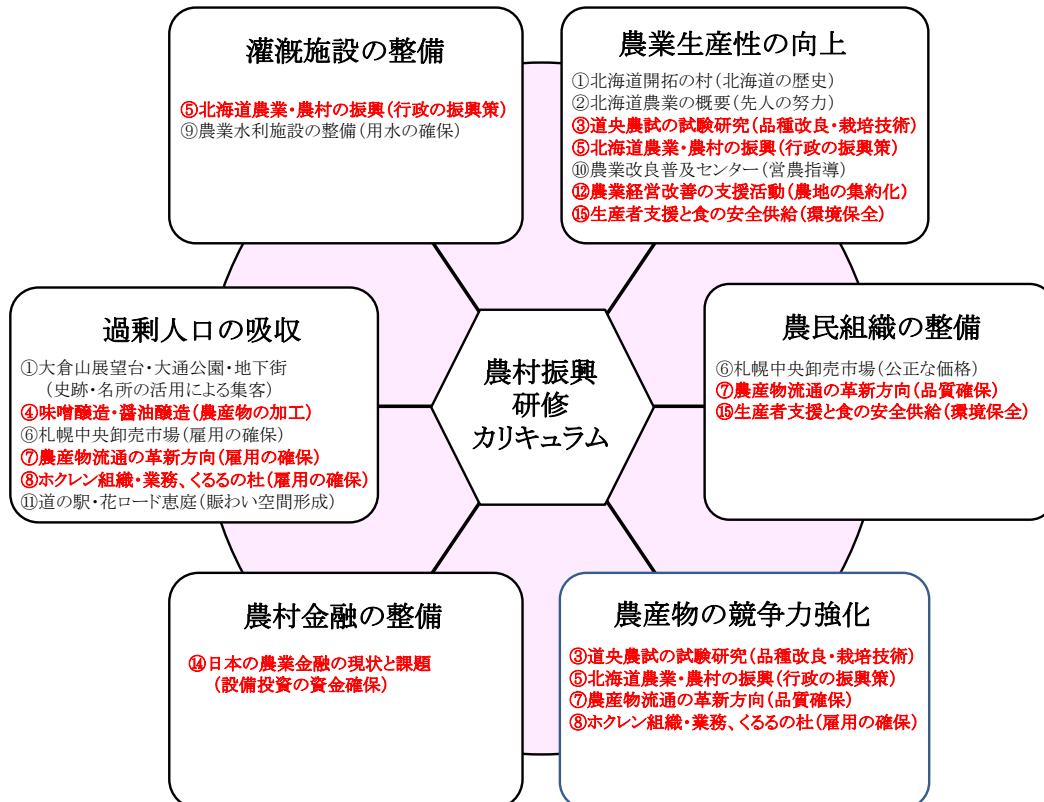 灌漑施設の整備
⑤北海道農業・農村の振興(行政の振興策)
⑨農業水利施設の整備(用水の確保)
農業生産性の向上
①北海道開拓の村(北海道の歴史)
②北海道農業の概要(先人の努力)
③道央農試の試験研究(品種改良・栽培技術)
⑤北海道農業・農村の振興(行政の振興策)
⑩農業改良普及センター(営農指導)
⑫農業経営改善の支援活動(農地の集約化)
⑮生産者支援と食の安全供給(環境保全)
過剰人口の吸収
①大倉山展望台・大通公園・地下街
(史跡・名所の活用による集客)
④味噌醸造・醤油醸造(農産物の加工)
⑥札幌中央卸売市場(雇用の確保)
⑦農産物流通の革新方向(雇用の確保)
⑧ホクレン組織・業務、くるるの杜(雇用の確保)
⑪道の駅・花ロード恵庭(賑わい空間形成)
農村振興
研修
カリキュラム
農民組織の整備
⑥札幌中央卸売市場(公正な価格)
⑦農産物流通の革新方向(品質確保)
⑮生産者支援と食の安全供給(環境保全)
農村金融の整備
⑭日本の農業金融の現状と課題
(設備投資の資金確保)
農産物の競争力強化
③道央農試の試験研究(品種改良・栽培技術)
⑤北海道農業・農村の振興(行政の振興策)
⑦農産物流通の革新方向(品質確保)
⑧ホクレン組織・業務、くるるの杜(雇用の確保)